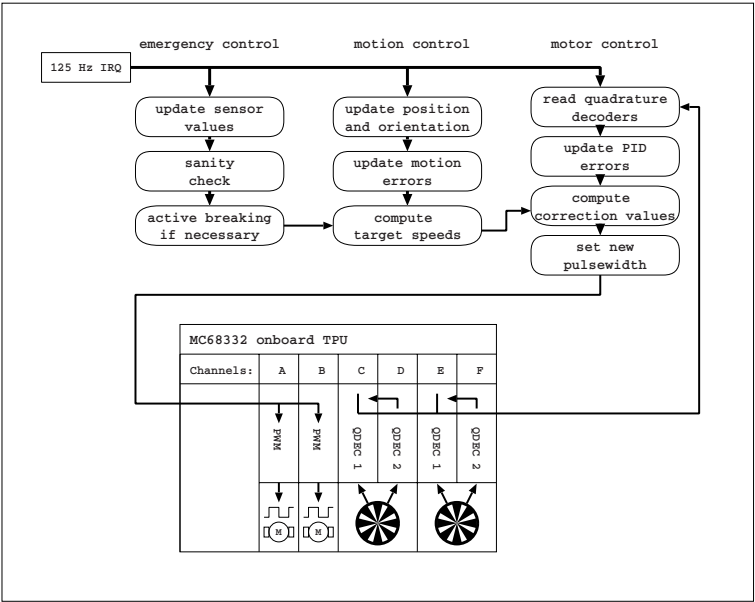 emergency control
motion control
motor control
125 Hz IRQ
update sensor
values
sanity
check
active breaking
if necessary
update position
and orientation
update motion
errors
compute
target speeds
read quadrature
decoders
update PID
errors
compute
correction values
set new
pulsewidth
MC68332 onboard TPU
Channels: A B C D E F
PWM
PWM
QDEC 1
QDEC 2
QDEC 1
QDEC 2
M
M